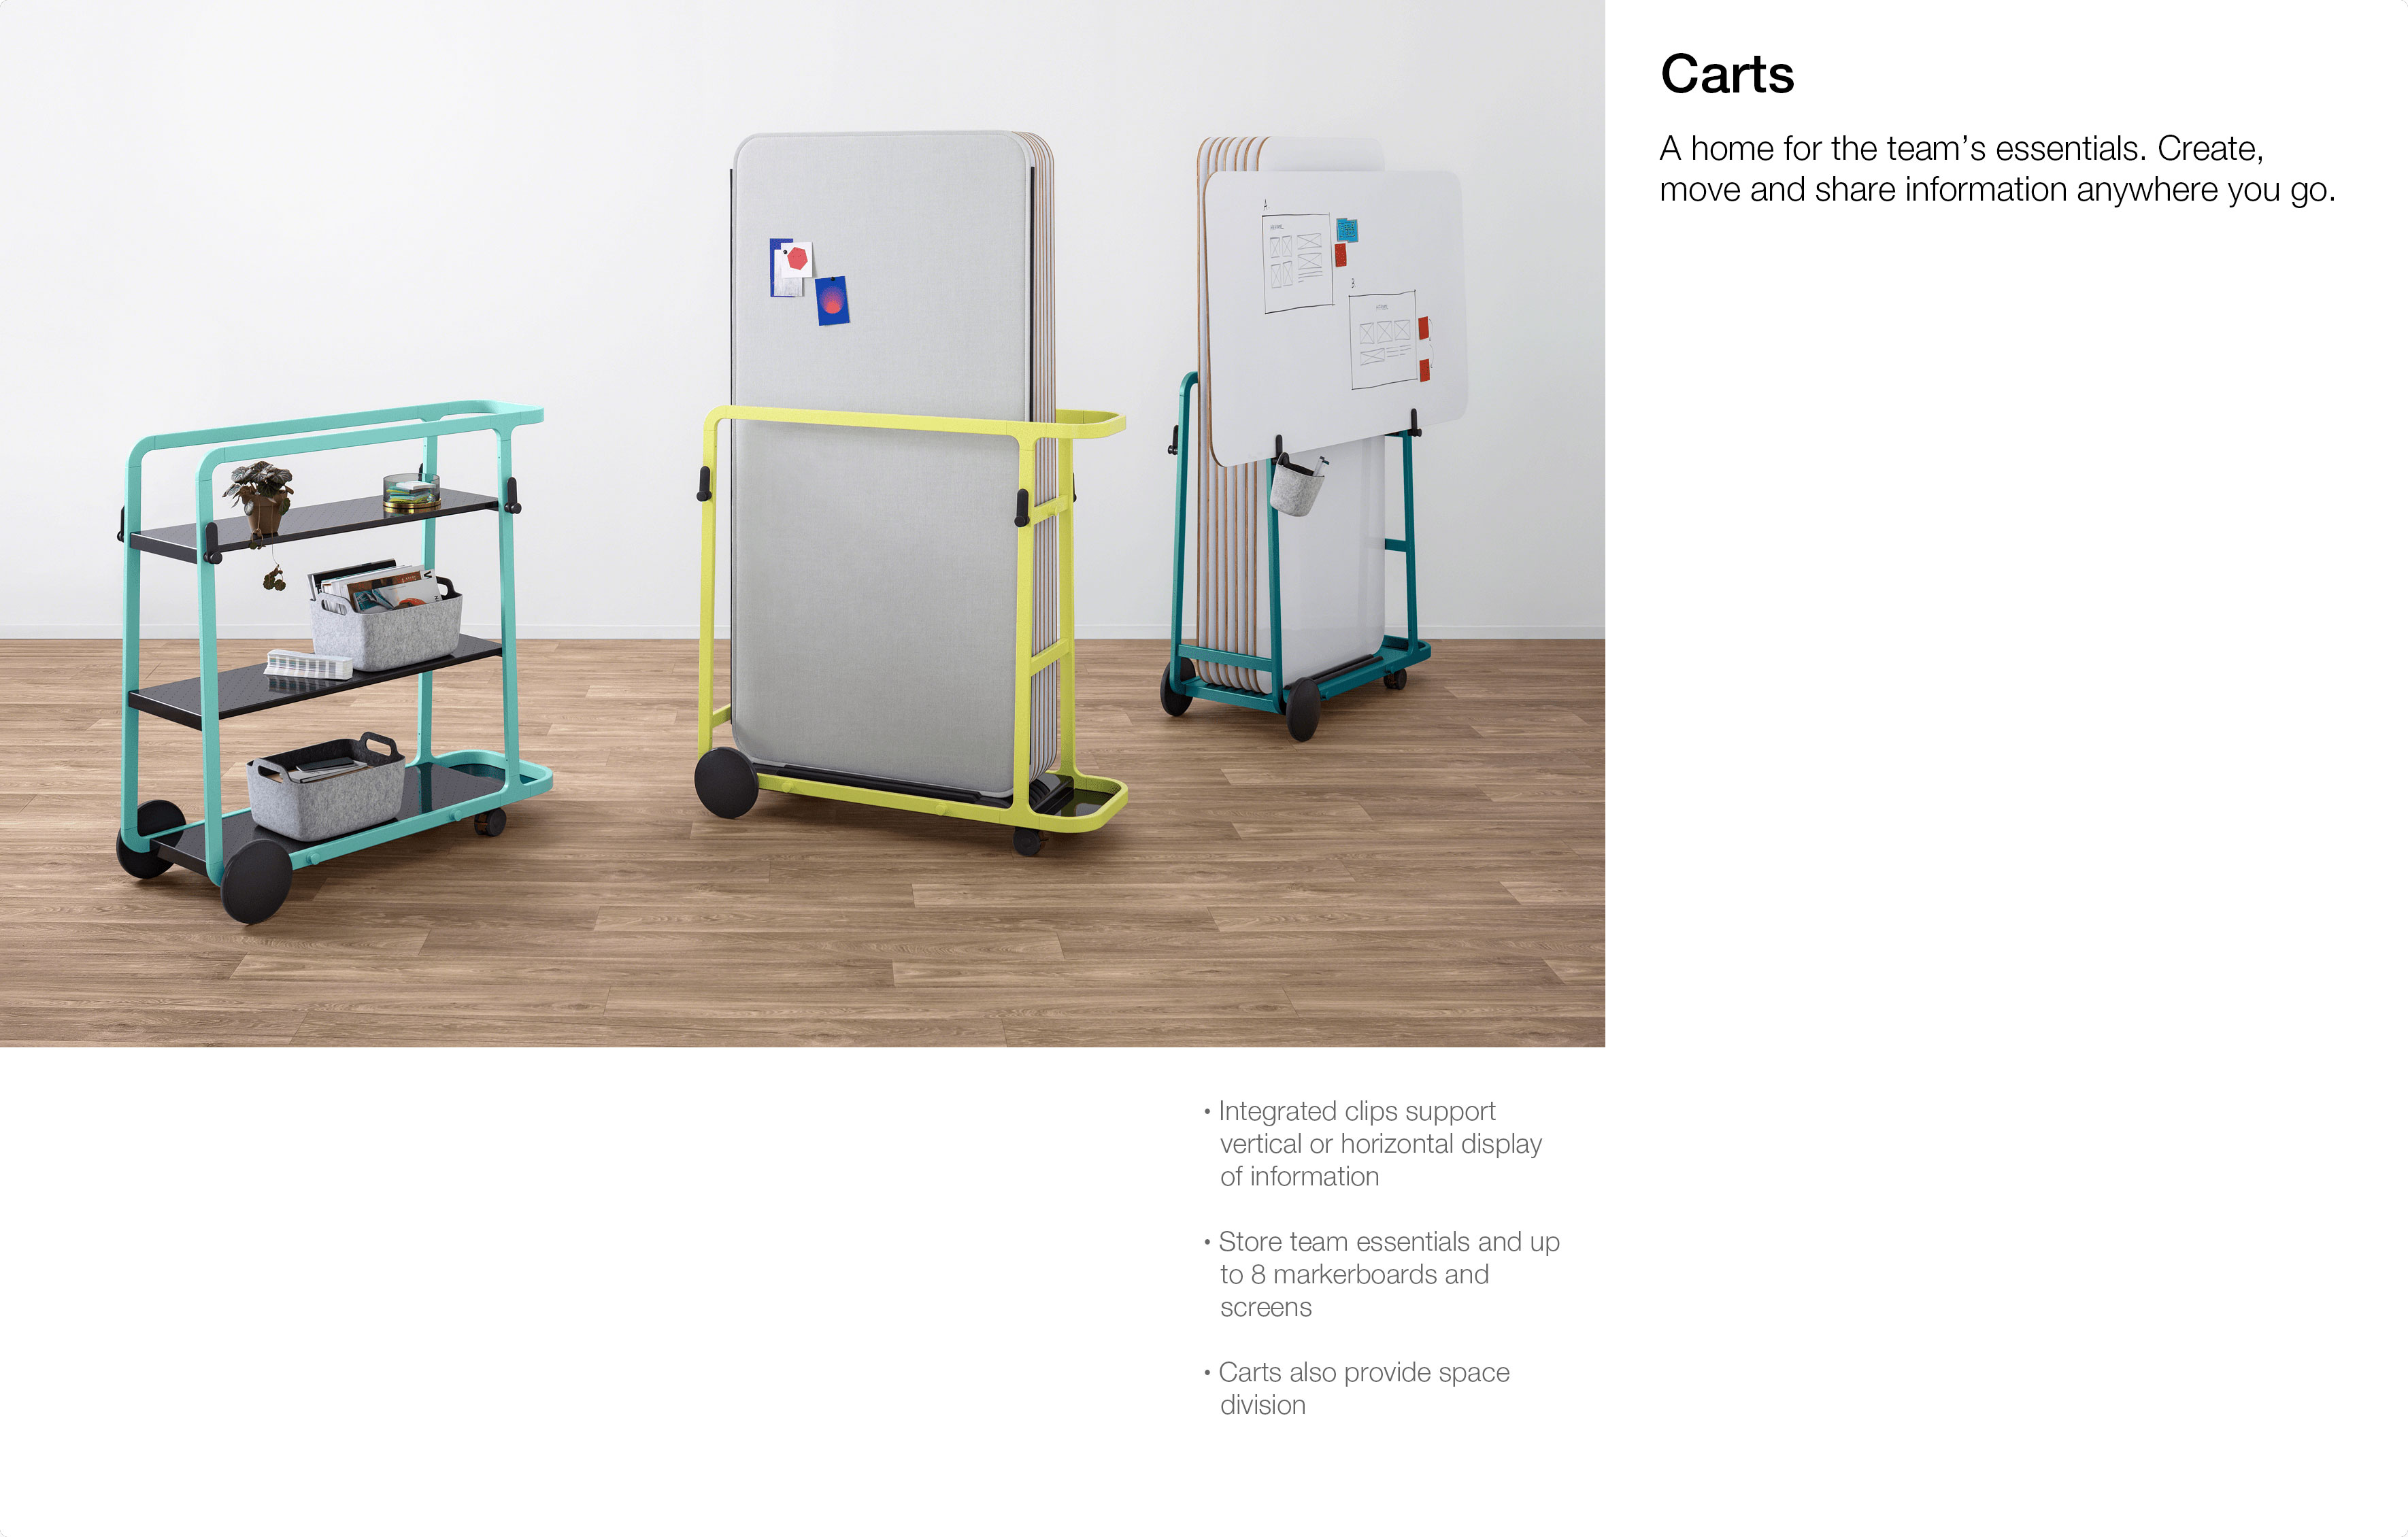 Carts
A home for the team’s essentials. Create,
move and share information anywhere you go.
A.
B
• Integrated clips support
vertical or horizontal display
of information
• Store team essentials and up
to 8 markerboards and
screens
• Carts also provide space
division